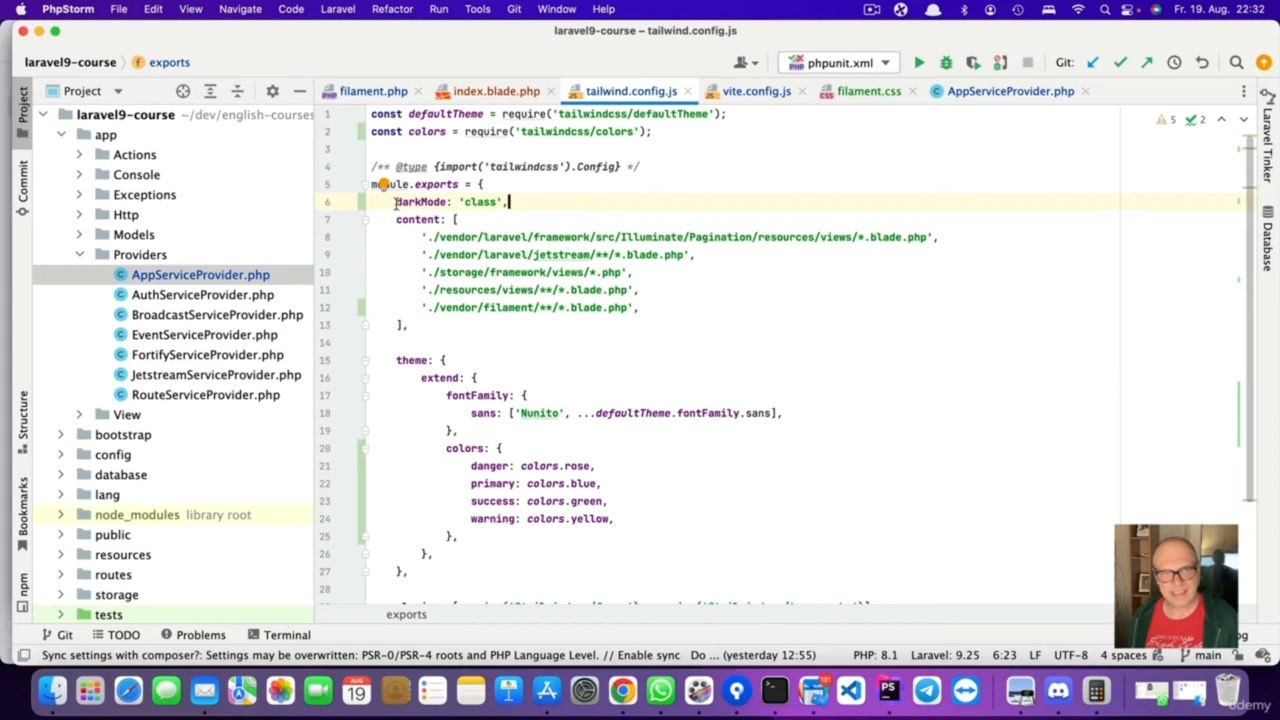 PhpStorm File Edit View Navigate Code Laravel Refactor Run Tools Git Window Help Fr. 19. Aug. 22:32
laravel9-course – tailwind.config.js
laravel9-course exports phpunit.xml Git:
Project filament.php index.blade.php tailwind.config.js vite.config.js filament.css AppServiceProvider.php
Project
Commit
Structure
Bookmarks
npm
laravel9-course ~/dev/english-courses
app
Actions
Console
Exceptions
Http
Models
Providers
AppServiceProvider.php
AuthServiceProvider.php
BroadcastServiceProvider.php
EventServiceProvider.php
FortifyServiceProvider.php
JetstreamServiceProvider.php
RouteServiceProvider.php
View
bootstrap
config
database
lang
node_modules library root
public
resources
routes
storage
tests
5 2
1 const defaultTheme = require('tailwindcss/defaultTheme');
2 const colors = require('tailwindcss/colors');
3
4 /** @type {import('tailwindcss').Config} */
5 module.exports = {
6 darkMode: 'class',
7 content: [
8 './vendor/laravel/framework/src/Illuminate/Pagination/resources/views/*.blade.php',
9 './vendor/laravel/jetstream/**/*.blade.php',
10 './storage/framework/views/*.php',
11 './resources/views/**/*.blade.php',
12 './vendor/filament/**/*.blade.php',
13 ],
14
15 theme: {
16 extend: {
17 fontFamily: {
18 sans: ['Nunito', ...defaultTheme.fontFamily.sans],
19 },
20 colors: {
21 danger: colors.rose,
22 primary: colors.blue,
23 success: colors.green,
24 warning: colors.yellow,
25 },
26 },
27 },
28
exports
Laravel Tinker
Database
Git TODO Problems Terminal
Sync settings with composer?: Settings may be overwritten: PSR-0/PSR-4 roots and PHP Language Level. // Enable sync Do ... (yesterday 12:55) PHP: 8.1 Laravel: 9.25 6:23 LF UTF-8 4 spaces main
AUG
19
131
PS
udemy